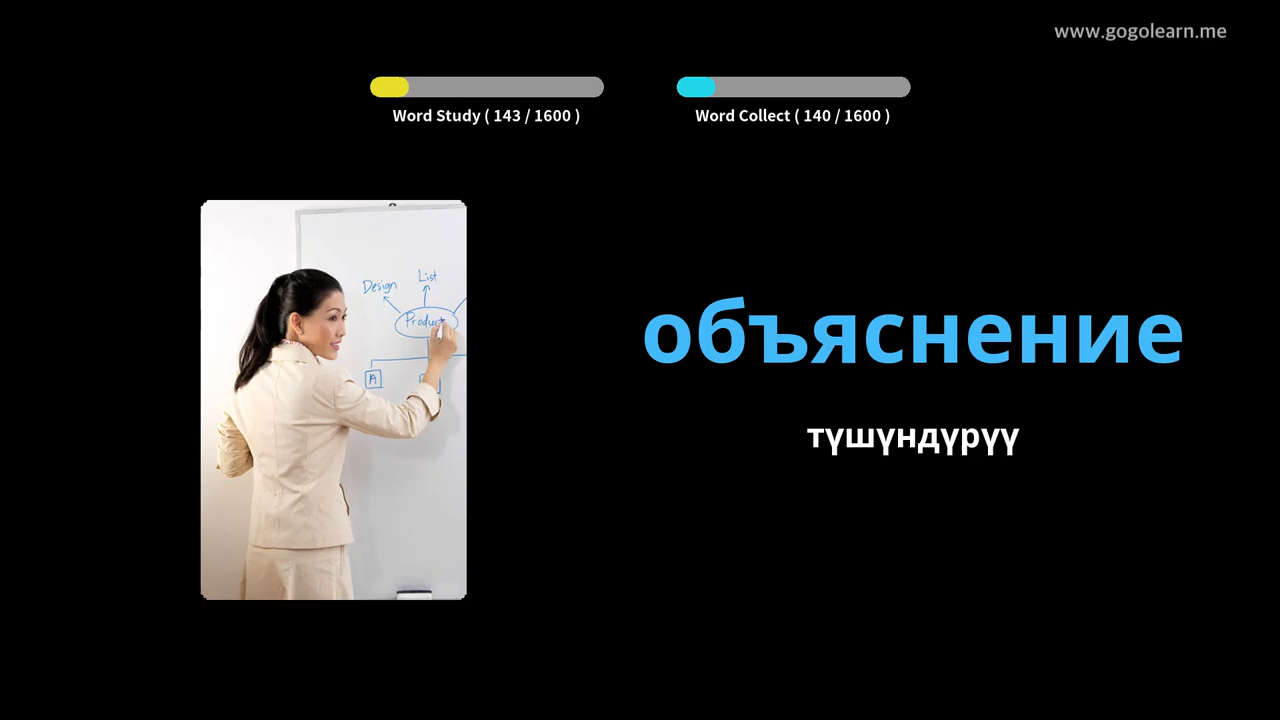 www.gogolearn.me
Word Study ( 143 / 1600 )
Word Collect ( 140 / 1600 )
Design
List
Product
A
объяснение
түшүндүрүү